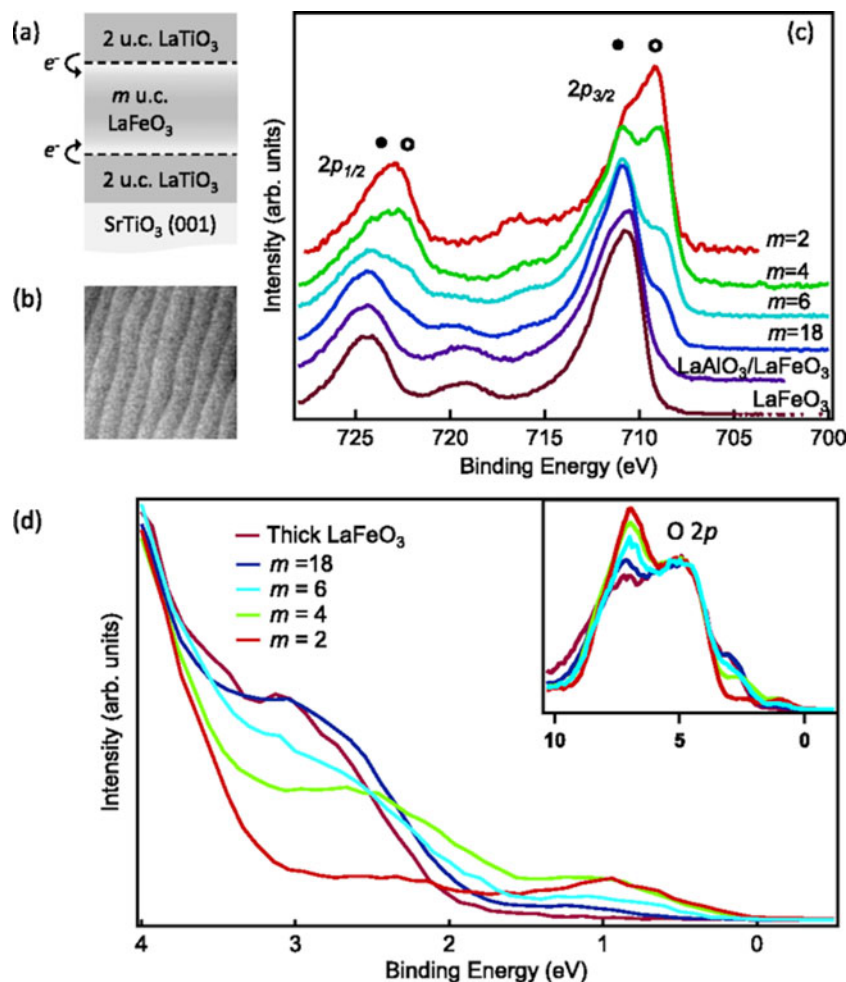 (a)
2 u.c. LaTiO₃
e⁻
m u.c.
LaFeO₃
e⁻
2 u.c. LaTiO₃
SrTiO₃ (001)
(b)
(c)
2p₃/₂
2p₁/₂
Intensity (arb. units)
m=2
m=4
m=6
m=18
LaAlO₃/LaFeO₃
LaFeO₃
725 720 715 710 705 700
Binding Energy (eV)
(d)
Thick LaFeO₃
m =18
m = 6
m = 4
m = 2
O 2p
10 5 0
Intensity (arb. units)
4 3 2 1 0
Binding Energy (eV)